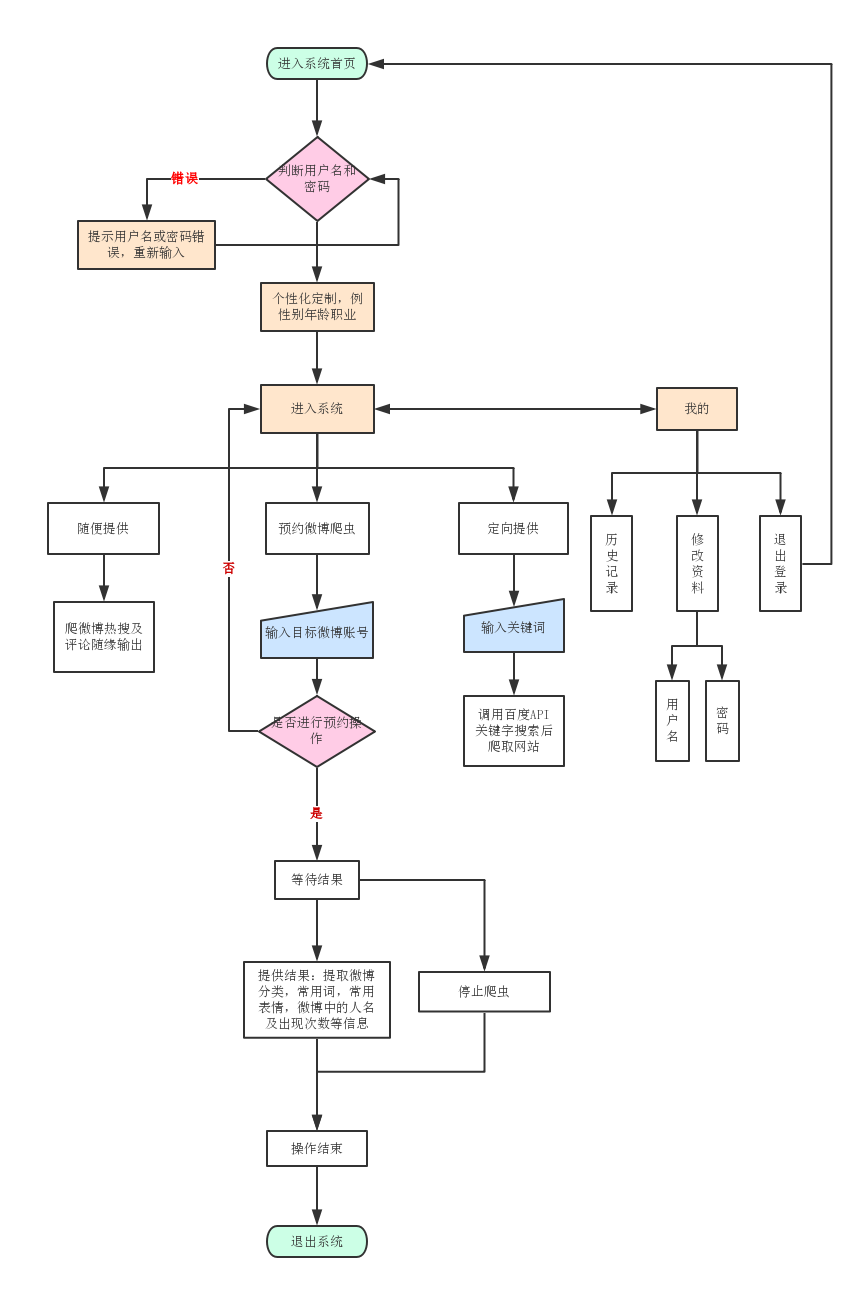 进入系统首页
判断用户名和
密码
错误
提示用户名或密码错
误，重新输入
个性化定制，例
性别年龄职业
进入系统
我的
随便提供
预约微博爬虫
定向提供
历
史
记
录
修
改
资
料
退
出
登
录
否
爬微博热搜及
评论随缘输出
输入目标微博账号
输入关键词
用
户
名
密
码
是否进行预约操
作
调用百度API
关键字搜索后
爬取网站
是
等待结果
提供结果：提取微博
分类，常用词，常用
表情，微博中的人名
及出现次数等信息
停止爬虫
操作结束
退出系统